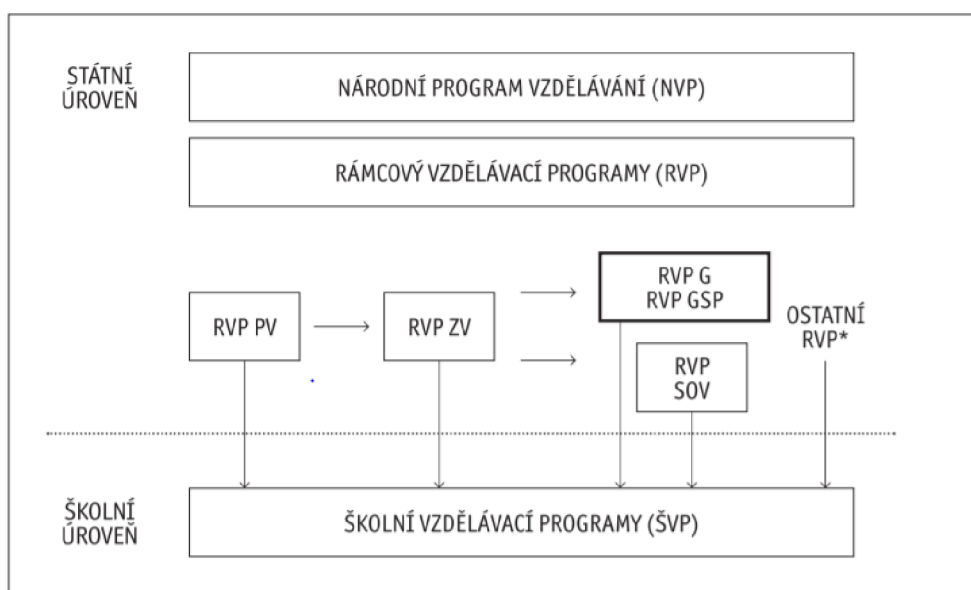 STÁTNÍ
ÚROVEŇ
NÁRODNÍ PROGRAM VZDĚLÁVÁNÍ (NVP)
RÁMCOVÝ VZDĚLÁVACÍ PROGRAMY (RVP)
RVP PV
RVP ZV
RVP G
RVP GSP
RVP
SOV
OSTATNÍ
RVP*
ŠKOLNÍ
ÚROVEŇ
ŠKOLNÍ VZDĚLÁVACÍ PROGRAMY (ŠVP)